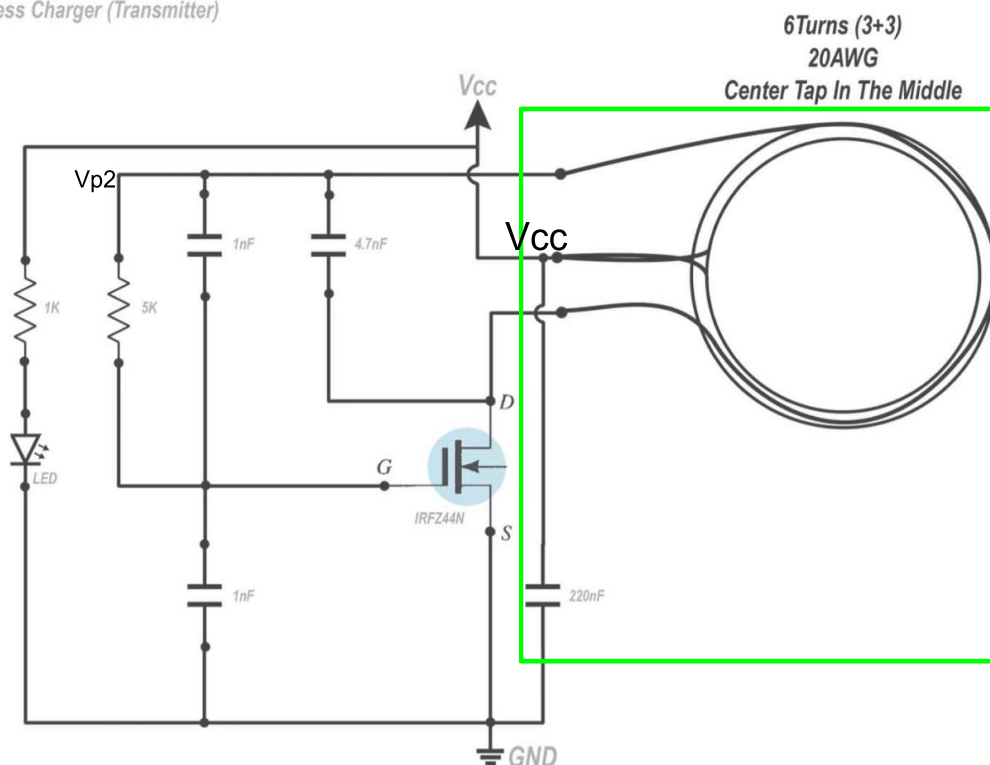 ess Charger (Transmitter)
6Turns (3+3)
20AWG
Center Tap In The Middle
Vcc
Vp2
Vcc
1nF
4.7nF
1K
5K
D
G
LED
IRFZ44N
S
1nF
220nF
GND